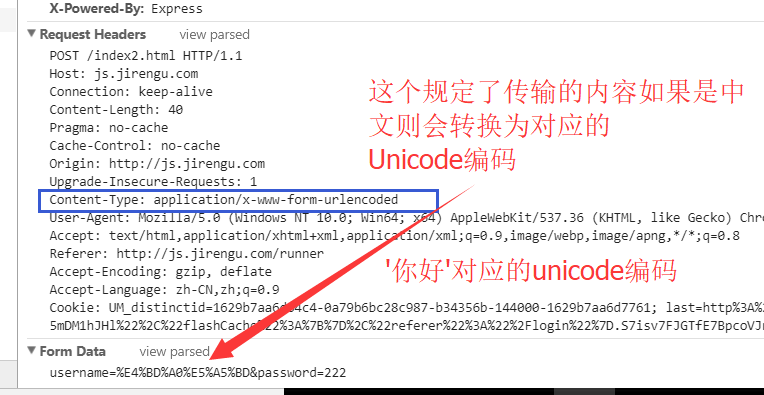 X-Powered-By: Express
Request Headers view parsed
POST /index2.html HTTP/1.1
Host: js.jirengu.com
Connection: keep-alive
Content-Length: 40
Pragma: no-cache
Cache-Control: no-cache
Origin: http://js.jirengu.com
Upgrade-Insecure-Requests: 1
Content-Type: application/x-www-form-urlencoded
User-Agent: Mozilla/5.0 (Windows NT 10.0; Win64; x64) AppleWebKit/537.36 (KHTML, like Gecko) Chro
Accept: text/html,application/xhtml+xml,application/xml;q=0.9,image/webp,image/apng,*/*;q=0.8
Referer: http://js.jirengu.com/runner
Accept-Encoding: gzip, deflate
Accept-Language: zh-CN,zh;q=0.9
Cookie: 4c4-0a79b6bc28c987-b34356b-144000-1629b7aa6d7761; last=http%3A%
%22%2C%22flashCache%22%3A%7B%7D%2C%22referer%22%3A%22%2Flogin%22%7D.S7isv7FJGTfE7BpcoVJ
Form Data view parsed
username=%E4%BD%A0%E5%A5%BD&password=222
这个规定了传输的内容如果是中
文则会转换为对应的
Unicode编码
'你好'对应的unicode编码